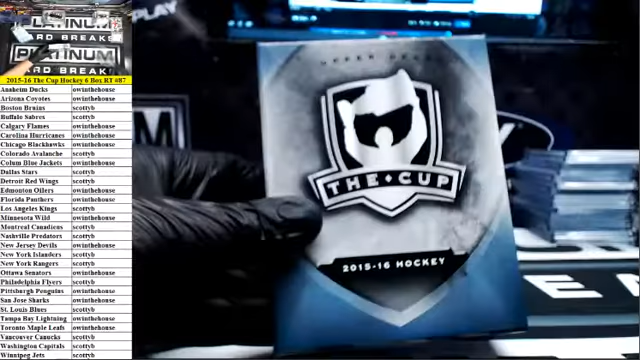 PLAY
PLATINUM
CARD BREAKS
PLATINUM
CARD BREAKS
2015-16 The Cup Hockey 6 Box RT #87
Anaheim Ducks owinthehouse
Arizona Coyotes owinthehouse
Boston Bruins scottyb
Buffalo Sabres scottyb
Calgary Flames owinthehouse
Carolina Hurricanes owinthehouse
Chicago Blackhawks owinthehouse
Colorado Avalanche scottyb
Colum Blue Jackets owinthehouse
Dallas Stars scottyb
Detroit Red Wings scottyb
Edmonton Oilers owinthehouse
Florida Panthers owinthehouse
Los Angeles Kings scottyb
Minnesota Wild owinthehouse
Montreal Canadiens scottyb
Nashville Predators scottyb
New Jersey Devils owinthehouse
New York Islanders scottyb
New York Rangers scottyb
Ottawa Senators owinthehouse
Philadelphia Flyers scottyb
Pittsburgh Penguins owinthehouse
San Jose Sharks owinthehouse
St. Louis Blues scottyb
Tampa Bay Lightning owinthehouse
Toronto Maple Leafs owinthehouse
Vancouver Canucks scottyb
Washington Capitals scottyb
Winnipeg Jets scottyb
UPPER DECK
THE CUP
2015-16 HOCKEY